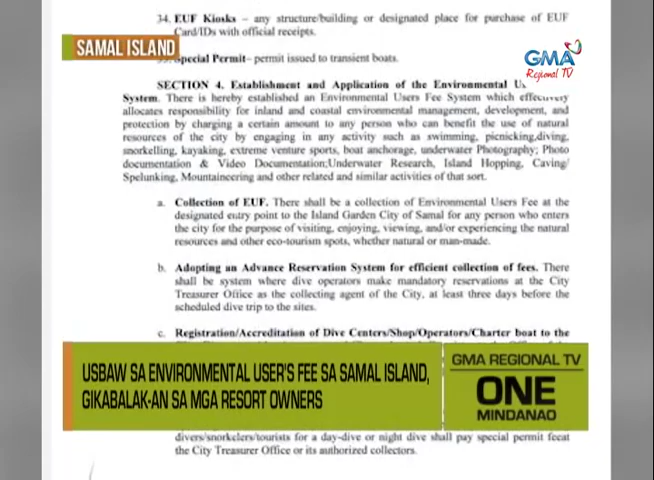 34. EUF Kiosks – any structure/building or designated place for purchase of EUF
Card/IDs with official receipts.
SAMAL ISLAND
Special Permit– permit issued to transient boats.
GMA
Regional TV
SECTION 4. Establishment and Application of the Environmental
System. There is hereby established an Environmental Users Fee System which effectively
allocates responsibility for inland and coastal environmental management, development, and
protection by charging a certain amount to any person who can benefit the use of natural
resources of the city by engaging in any activity such as swimming, picnicking,diving,
snorkelling, kayaking, extreme venture sports, boat anchorage, underwater Photography; Photo
documentation & Video Documentation;Underwater Research, Island Hopping, Caving/
Spelunking, Mountaineering and other related and similar activities of that sort.
a. Collection of EUF. There shall be a collection of Environmental Users Fee at the
designated entry point to the Island Garden City of Samal for any person who enters
the city for the purpose of visiting, enjoying, viewing, and/or experiencing the natural
resources and other eco-tourism spots, whether natural or man-made.
b. Adopting an Advance Reservation System for efficient collection of fees. There
shall be system where dive operators make mandatory reservations at the City
Treasurer Office as the collecting agent of the City, at least three days before the
scheduled dive trip to the sites.
c. Registration/Accreditation of Dive Centers/Shop/Operators/Charter boat to the
USBAW SA ENVIRONMENTAL USER'S FEE SA SAMAL ISLAND,
GIKABALAK-AN SA MGA RESORT OWNERS
GMA REGIONAL TV
ONE
MINDANAO
divers/snorkelers/tourists for a day-dive or night dive shall pay special permit feeat
the City Treasurer Office or its authorized collectors.